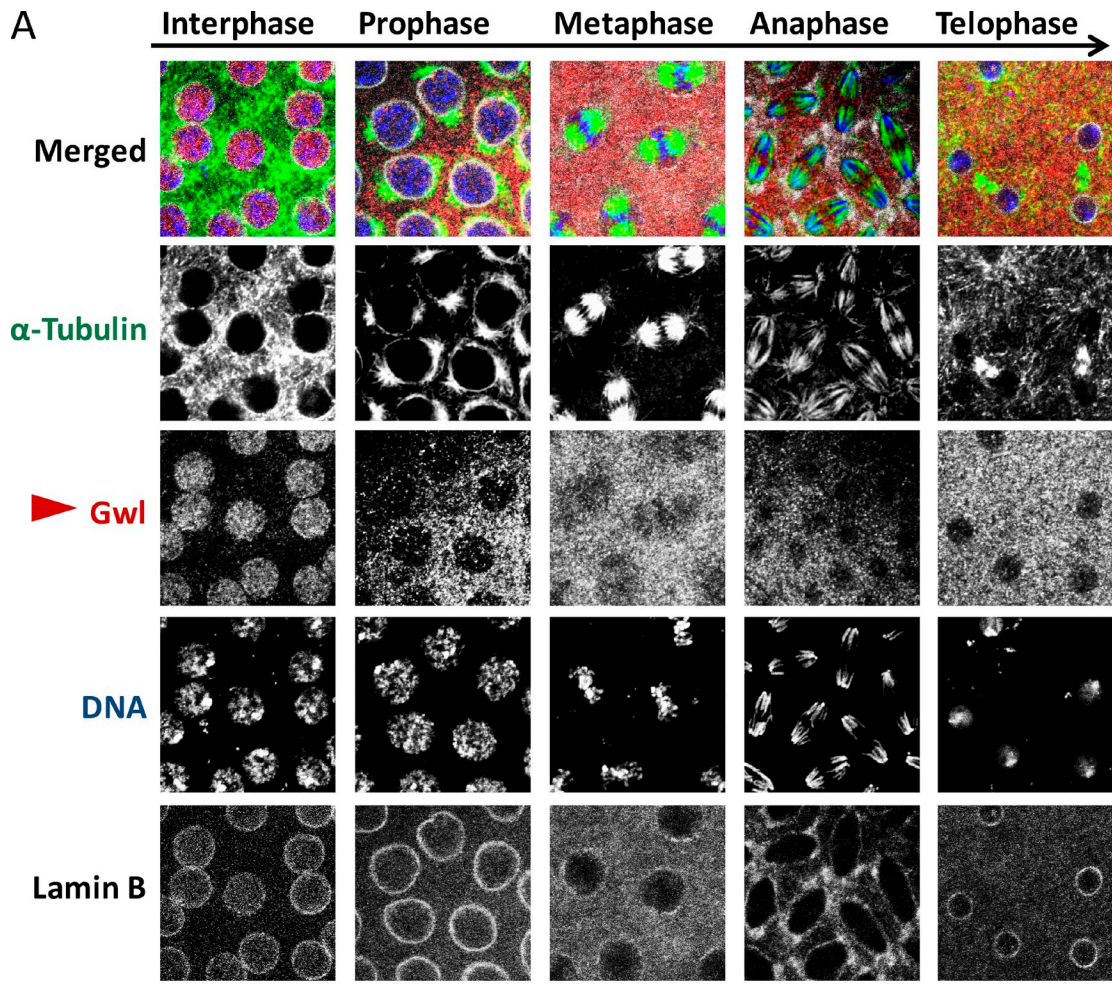 A
Interphase Prophase Metaphase Anaphase Telophase
Merged
α-Tubulin
Gwl
DNA
Lamin B